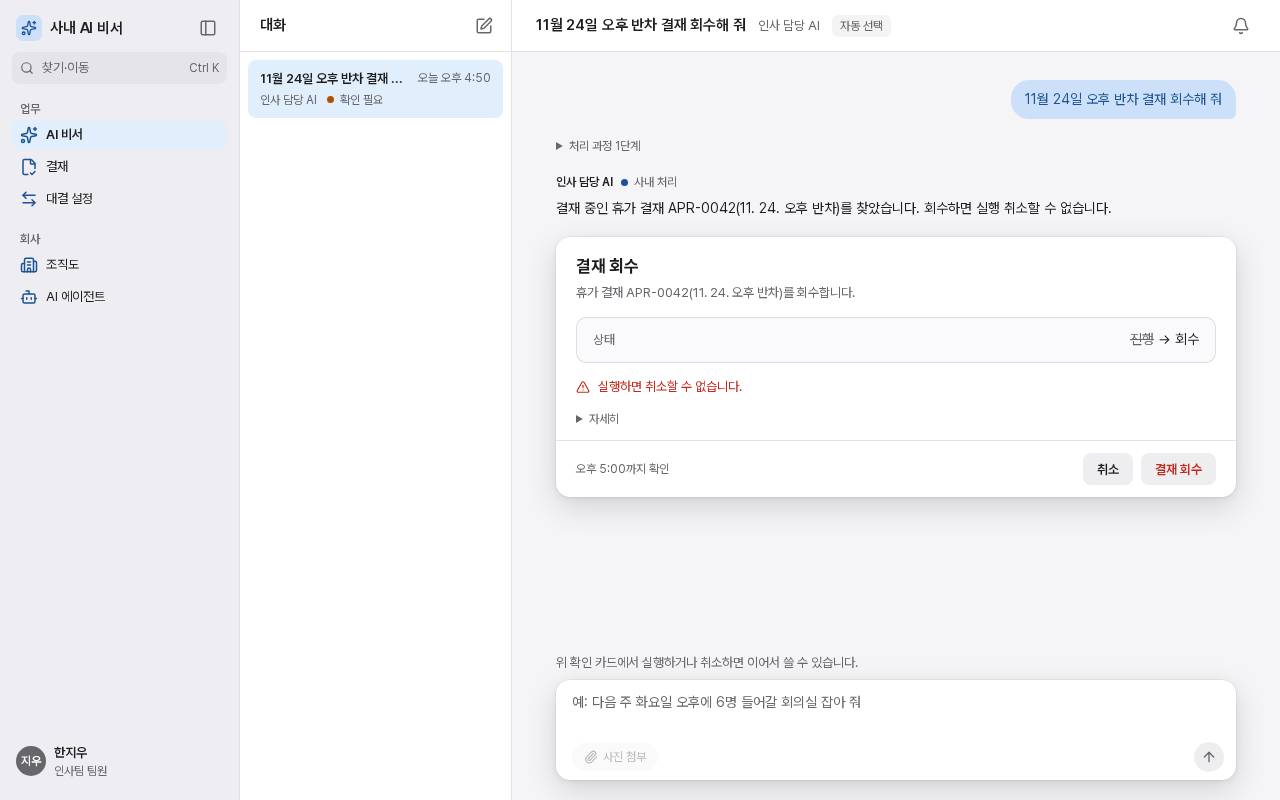 사내 AI 비서
찾기·이동 Ctrl K
업무
AI 비서
결재
대결 설정
회사
조직도
AI 에이전트
지우
한지우
인사팀 팀원
대화
11월 24일 오후 반차 결재 ... 오늘 오후 4:50
인사 담당 AI 확인 필요
11월 24일 오후 반차 결재 회수해 줘 인사 담당 AI 자동 선택
11월 24일 오후 반차 결재 회수해 줘
처리 과정 1단계
인사 담당 AI 사내 처리
결재 중인 휴가 결재 APR-0042(11. 24. 오후 반차)를 찾았습니다. 회수하면 실행 취소할 수 없습니다.
결재 회수
휴가 결재 APR-0042(11. 24. 오후 반차)를 회수합니다.
상태 진행 → 회수
실행하면 취소할 수 없습니다.
자세히
오후 5:00까지 확인 취소 결재 회수
위 확인 카드에서 실행하거나 취소하면 이어서 쓸 수 있습니다.
예: 다음 주 화요일 오후에 6명 들어갈 회의실 잡아 줘
사진 첨부